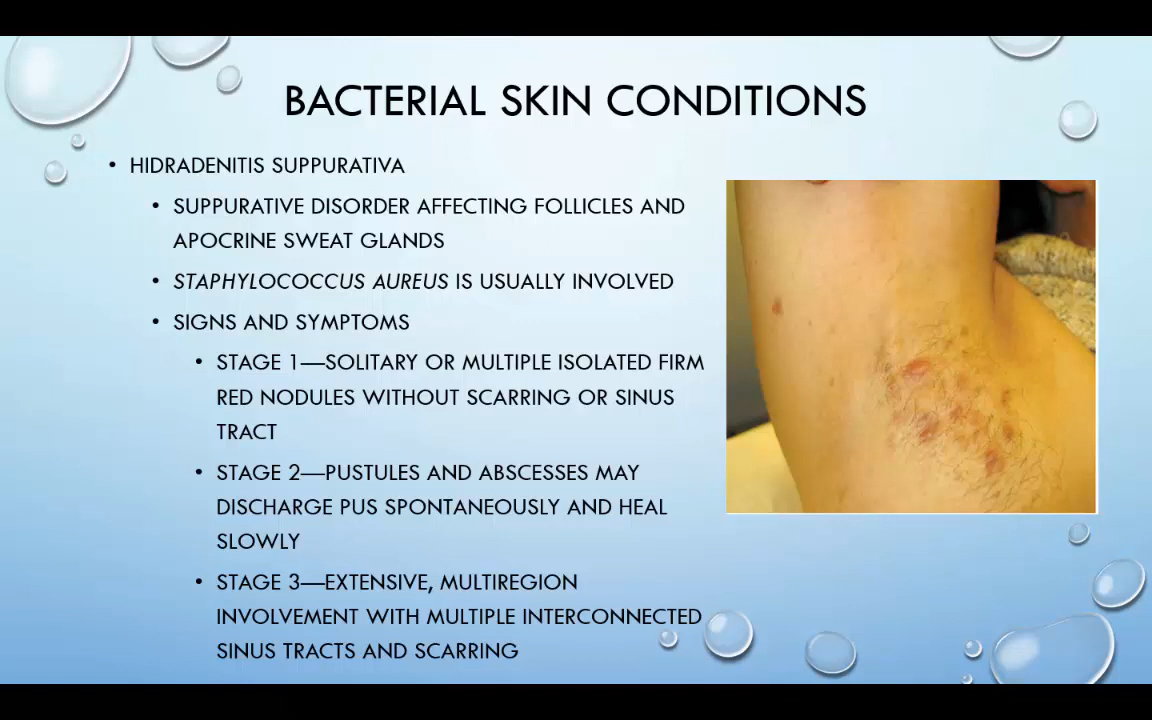 BACTERIAL SKIN CONDITIONS
• HIDRADENITIS SUPPURATIVA
• SUPPURATIVE DISORDER AFFECTING FOLLICLES AND
APOCRINE SWEAT GLANDS
• STAPHYLOCOCCUS AUREUS IS USUALLY INVOLVED
• SIGNS AND SYMPTOMS
• STAGE 1—SOLITARY OR MULTIPLE ISOLATED FIRM
RED NODULES WITHOUT SCARRING OR SINUS
TRACT
• STAGE 2—PUSTULES AND ABSCESSES MAY
DISCHARGE PUS SPONTANEOUSLY AND HEAL
SLOWLY
• STAGE 3—EXTENSIVE, MULTIREGION
INVOLVEMENT WITH MULTIPLE INTERCONNECTED
SINUS TRACTS AND SCARRING